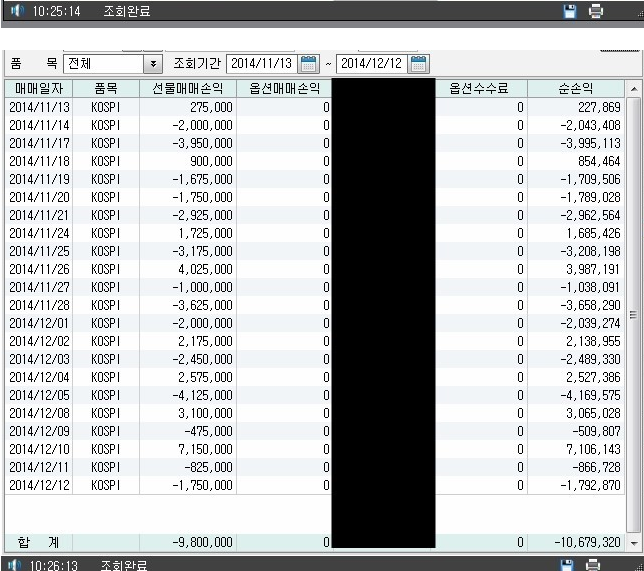 10:25:14 조회완료
품 목 전체 조회기간 2014/11/13 ~ 2014/12/12
매매일자 품목 선물매매손익 옵션매매손익 옵션수수료 순손익
2014/11/13 KOSPI 275,000 0 0 227,869
2014/11/14 KOSPI -2,000,000 0 0 -2,043,408
2014/11/17 KOSPI -3,950,000 0 0 -3,995,113
2014/11/18 KOSPI 900,000 0 0 854,464
2014/11/19 KOSPI -1,675,000 0 0 -1,709,506
2014/11/20 KOSPI -1,750,000 0 0 -1,789,028
2014/11/21 KOSPI -2,925,000 0 0 -2,962,564
2014/11/24 KOSPI 1,725,000 0 0 1,685,426
2014/11/25 KOSPI -3,175,000 0 0 -3,208,198
2014/11/26 KOSPI 4,025,000 0 0 3,987,191
2014/11/27 KOSPI -1,000,000 0 0 -1,038,091
2014/11/28 KOSPI -3,625,000 0 0 -3,658,290
2014/12/01 KOSPI -2,000,000 0 0 -2,039,274
2014/12/02 KOSPI 2,175,000 0 0 2,138,955
2014/12/03 KOSPI -2,450,000 0 0 -2,489,330
2014/12/04 KOSPI 2,575,000 0 0 2,527,386
2014/12/05 KOSPI -4,125,000 0 0 -4,169,575
2014/12/08 KOSPI 3,100,000 0 0 3,065,028
2014/12/09 KOSPI -475,000 0 0 -509,807
2014/12/10 KOSPI 7,150,000 0 0 7,106,143
2014/12/11 KOSPI -825,000 0 0 -866,728
2014/12/12 KOSPI -1,750,000 0 0 -1,792,870
합 계 -9,800,000 0 0 -10,679,320
10:26:13 조회완료